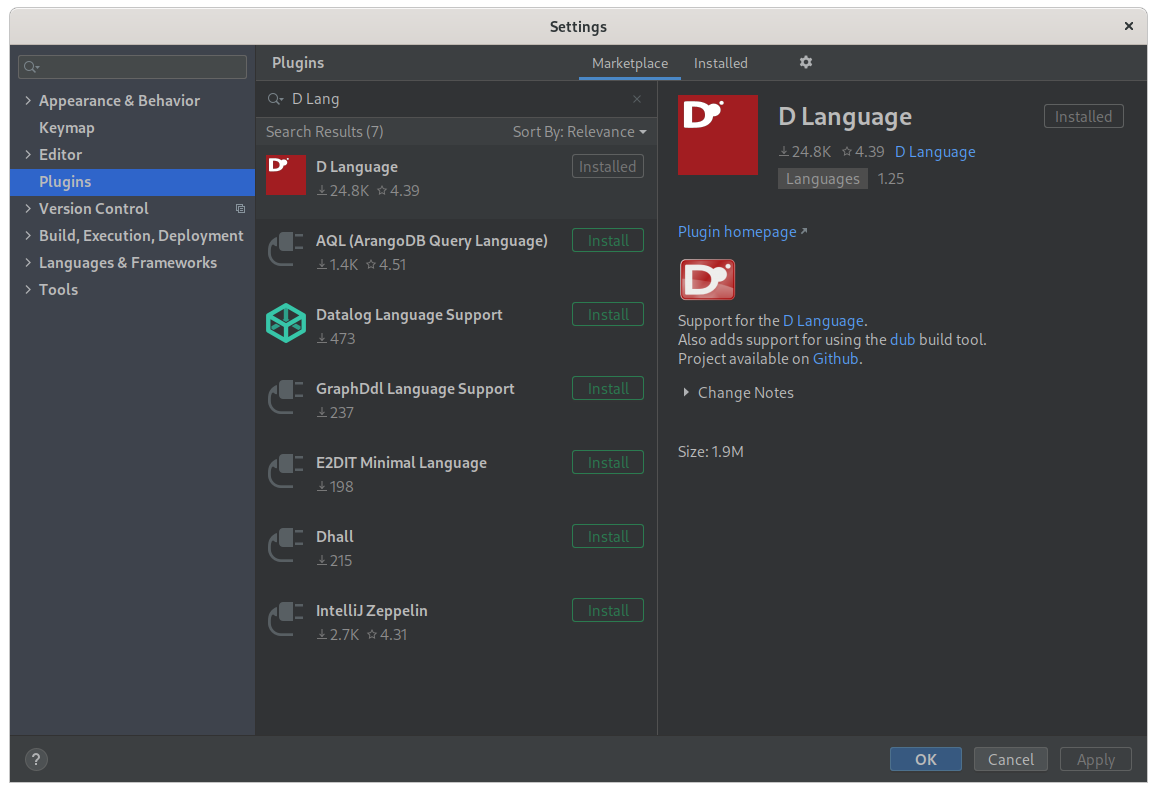 Settings
Appearance & Behavior
Keymap
Editor
Plugins
Version Control
Build, Execution, Deployment
Languages & Frameworks
Tools
Plugins
Marketplace
Installed
D Lang
Search Results (7)
Sort By: Relevance
D Language
Installed
24.8K 4.39
AQL (ArangoDB Query Language)
Install
1.4K 4.51
Datalog Language Support
Install
473
GraphDdl Language Support
Install
237
E2DIT Minimal Language
Install
198
Dhall
Install
215
IntelliJ Zeppelin
Install
2.7K 4.31
D
D Language
Installed
24.8K 4.39 D Language
Languages 1.25
Plugin homepage
D
Support for the D Language.
Also adds support for using the dub build tool.
Project available on Github.
Change Notes
Size: 1.9M
?
OK
Cancel
Apply